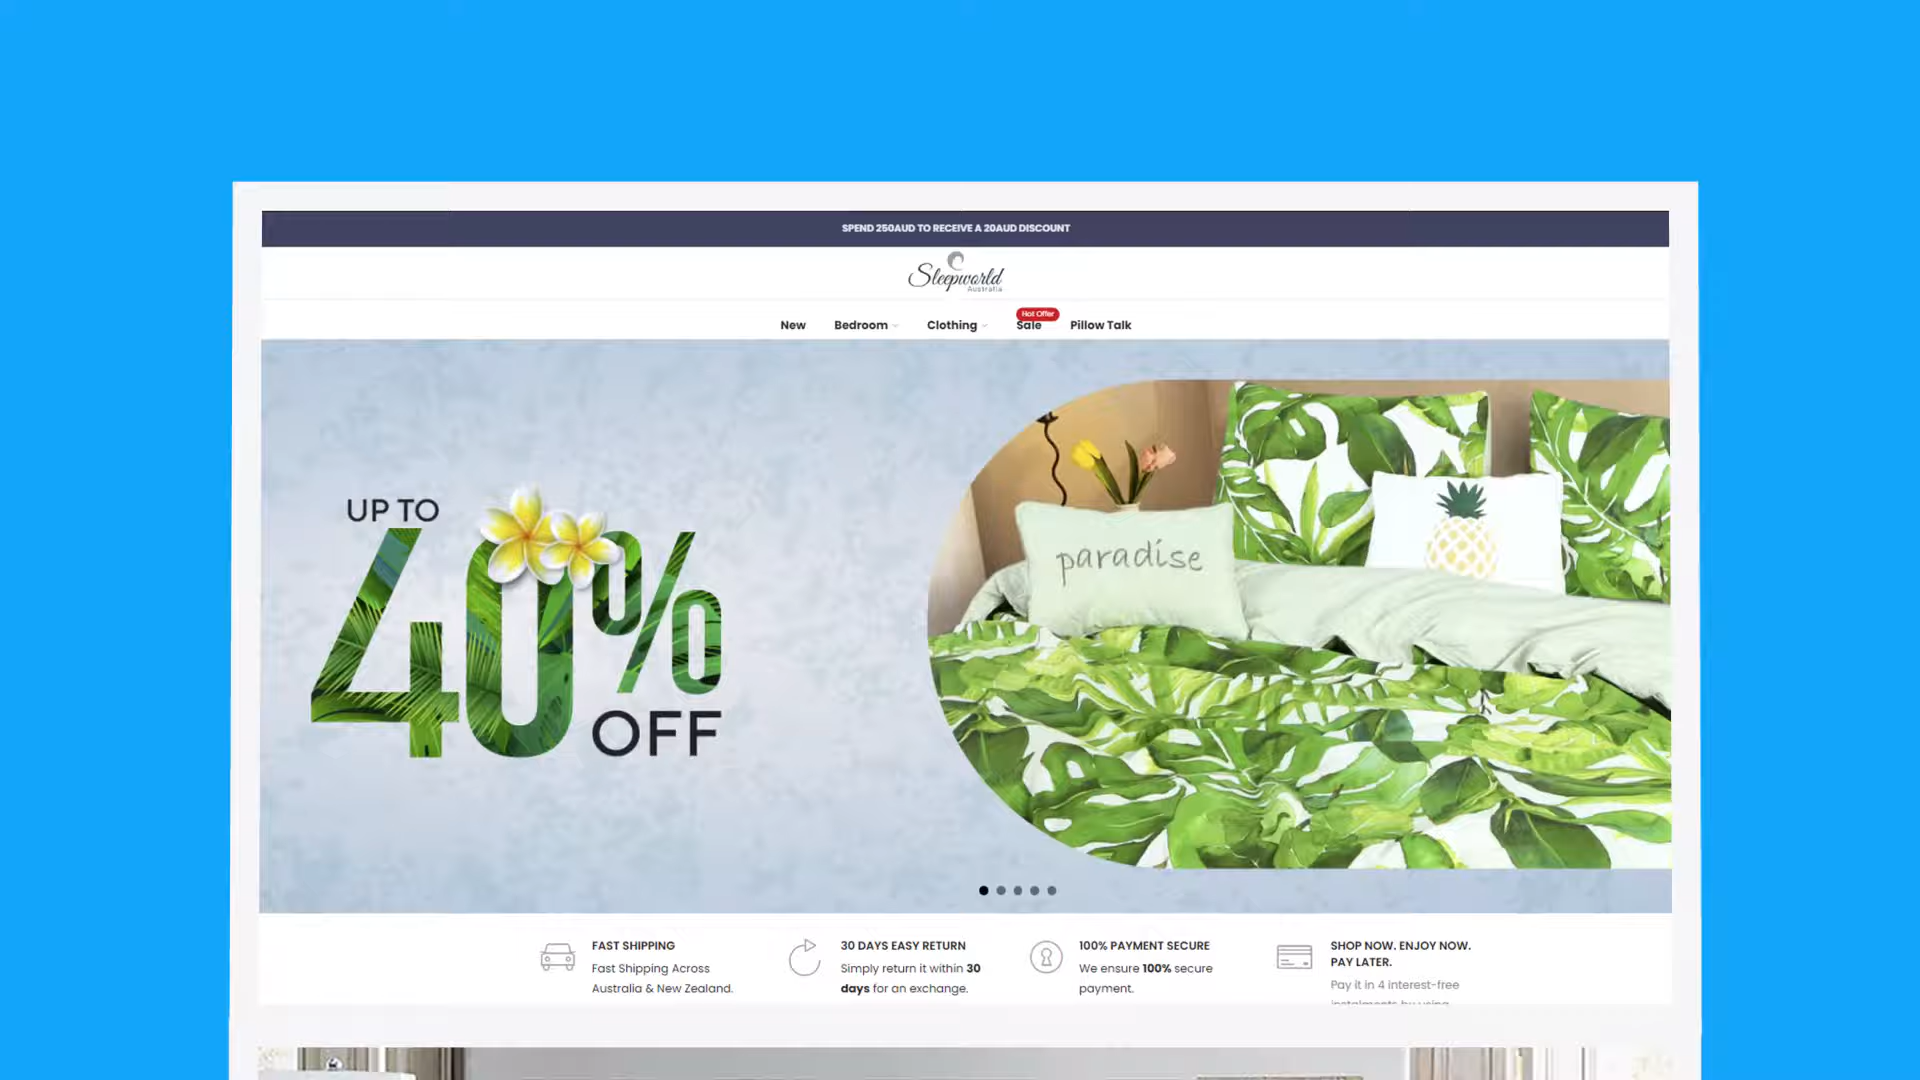 SPEND 250AUD TO RECEIVE A 20AUD DISCOUNT
Sleepworld
Australia
Hot Offer
New Bedroom Clothing Sale Pillow Talk
UP TO
40%
OFF
paradise
FAST SHIPPING
Fast Shipping Across
Australia & New Zealand.
30 DAYS EASY RETURN
Simply return it within 30
days for an exchange.
100% PAYMENT SECURE
We ensure 100% secure
payment.
SHOP NOW. ENJOY NOW.
PAY LATER.
Pay it in 4 interest-free
instalments by using